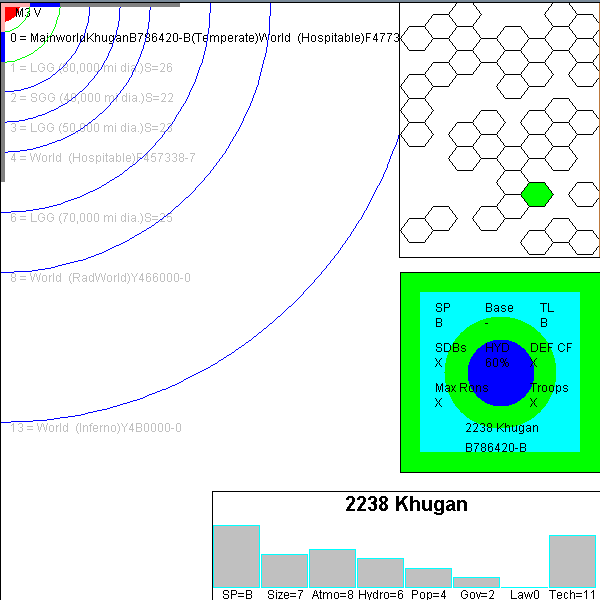 M3 V
0 = MainworldKhuganB786420-B(Temperate)World (Hospitable)F4773
1 = LGG (60,000 mi dia.)S=26
2 = SGG (40,000 mi dia.)S=22
3 = LGG (50,000 mi dia.)S=23
4 = World (Hospitable)F457338-7
6 = LGG (70,000 mi dia.)S=25
8 = World (RadWorld)Y466000-0
13 = World (Inferno)Y4B0000-0
SP Base TL
B - B
SDBs HYD DEF CF
X 60% X
Max Troops
X X
2238 Khugan
B786420-B
2238 Khugan
SP=B Size=7 Atmo=8 Hydro=6 Pop=4 Gov=2 Law0 Tech=11